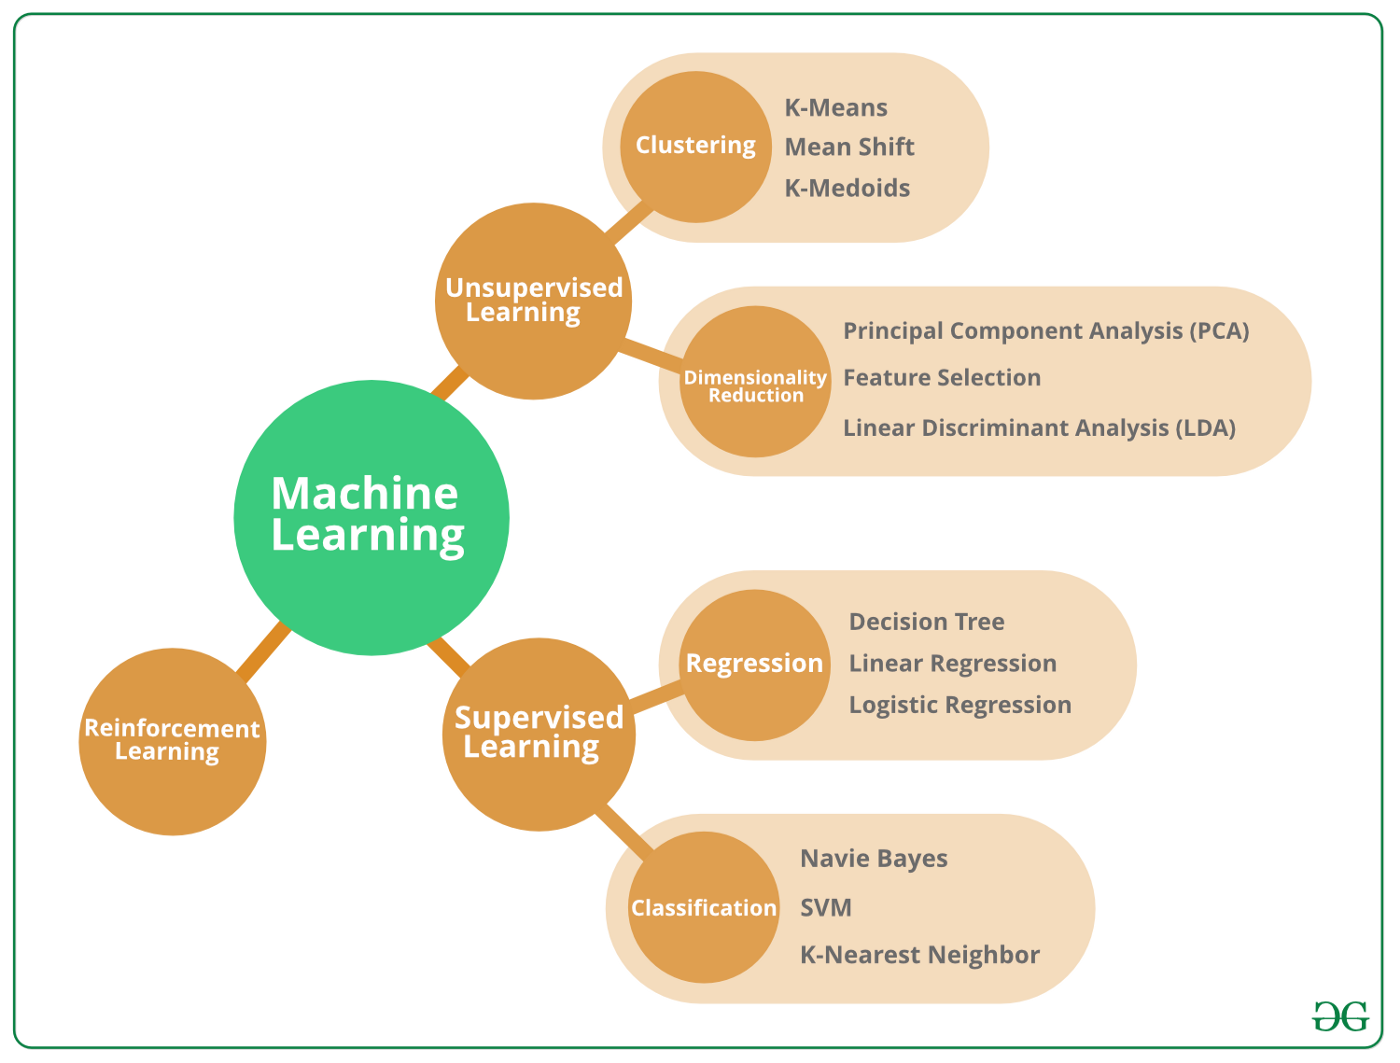 K-Means
Clustering
Mean Shift
K-Medoids
Unsupervised
Learning
Principal Component Analysis (PCA)
Dimensionality
Reduction
Feature Selection
Linear Discriminant Analysis (LDA)
Machine
Learning
Reinforcement
Learning
Supervised
Learning
Decision Tree
Regression
Linear Regression
Logistic Regression
Navie Bayes
Classification
SVM
K-Nearest Neighbor